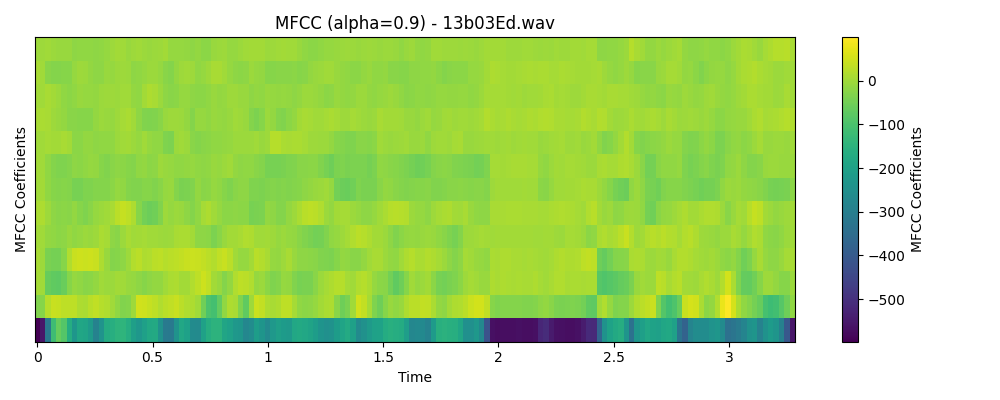 MFCC (alpha=0.9) - 13b03Ed.wav
MFCC Coefficients
0 0.5 1 1.5 2 2.5 3
Time
0
−100
−200
−300
−400
−500
MFCC Coefficients